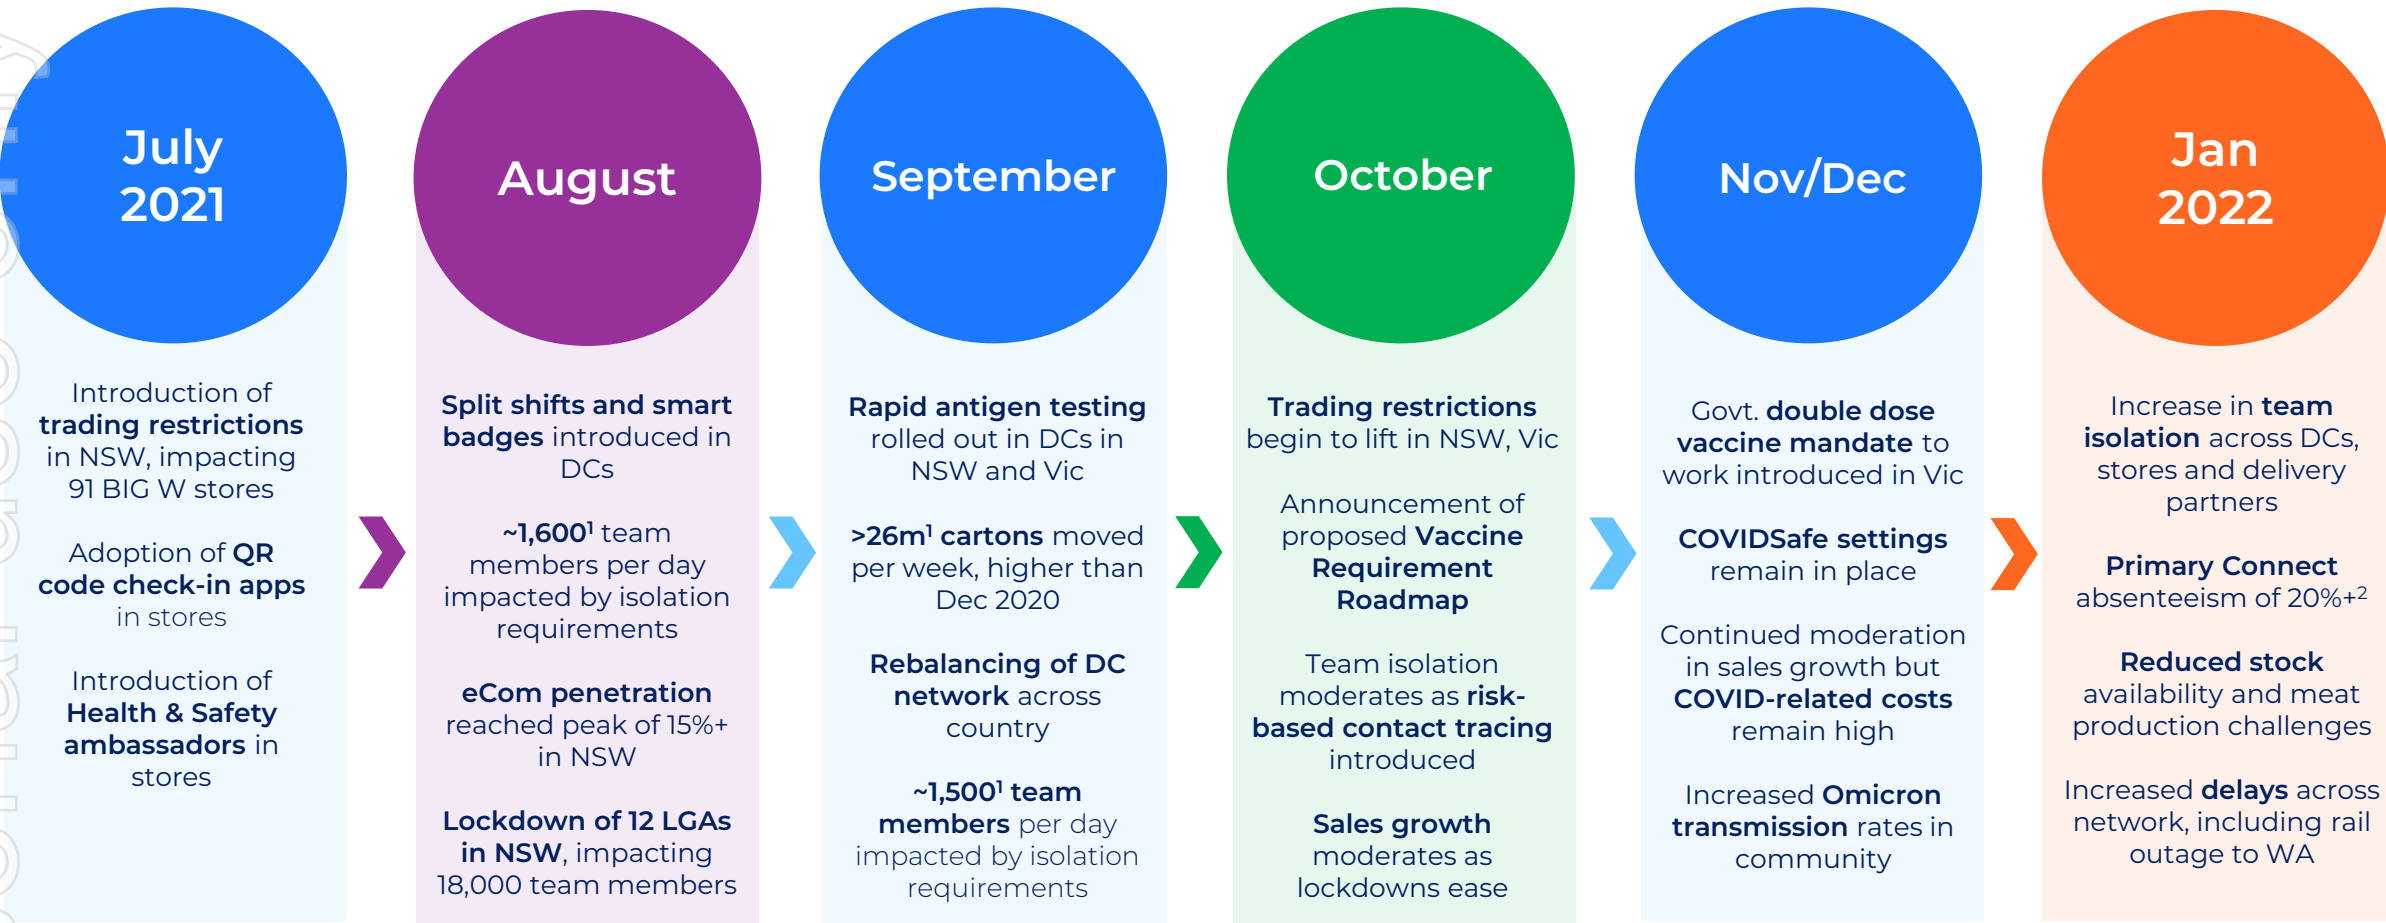 July
2021
Introduction of
trading restrictions
in NSW, impacting
91 BIG W stores
Adoption of QR
code check-in apps
in stores
Introduction of
Health & Safety
ambassadors in
stores
August
Split shifts and smart
badges introduced in
DCs
~1,600¹ team
members per day
impacted by isolation
requirements
eCom penetration
reached peak of 15%+
in NSW
Lockdown of 12 LGAs
in NSW, impacting
18,000 team members
September
Rapid antigen testing
rolled out in DCs in
NSW and Vic
>26m¹ cartons moved
per week, higher than
Dec 2020
Rebalancing of DC
network across
country
~1,500¹ team
members per day
impacted by isolation
requirements
October
Trading restrictions
begin to lift in NSW, Vic
Announcement of
proposed Vaccine
Requirement
Roadmap
Team isolation
moderates as risk-
based contact tracing
introduced
Sales growth
moderates as
lockdowns ease
Nov/Dec
Govt. double dose
vaccine mandate to
work introduced in Vic
COVIDSafe settings
remain in place
Continued moderation
in sales growth but
COVID-related costs
remain high
Increased Omicron
transmission rates in
community
Jan
2022
Increase in team
isolation across DCs,
stores and delivery
partners
Primary Connect
absenteeism of 20%+²
Reduced stock
availability and meat
production challenges
Increased delays across
network, including rail
outage to WA